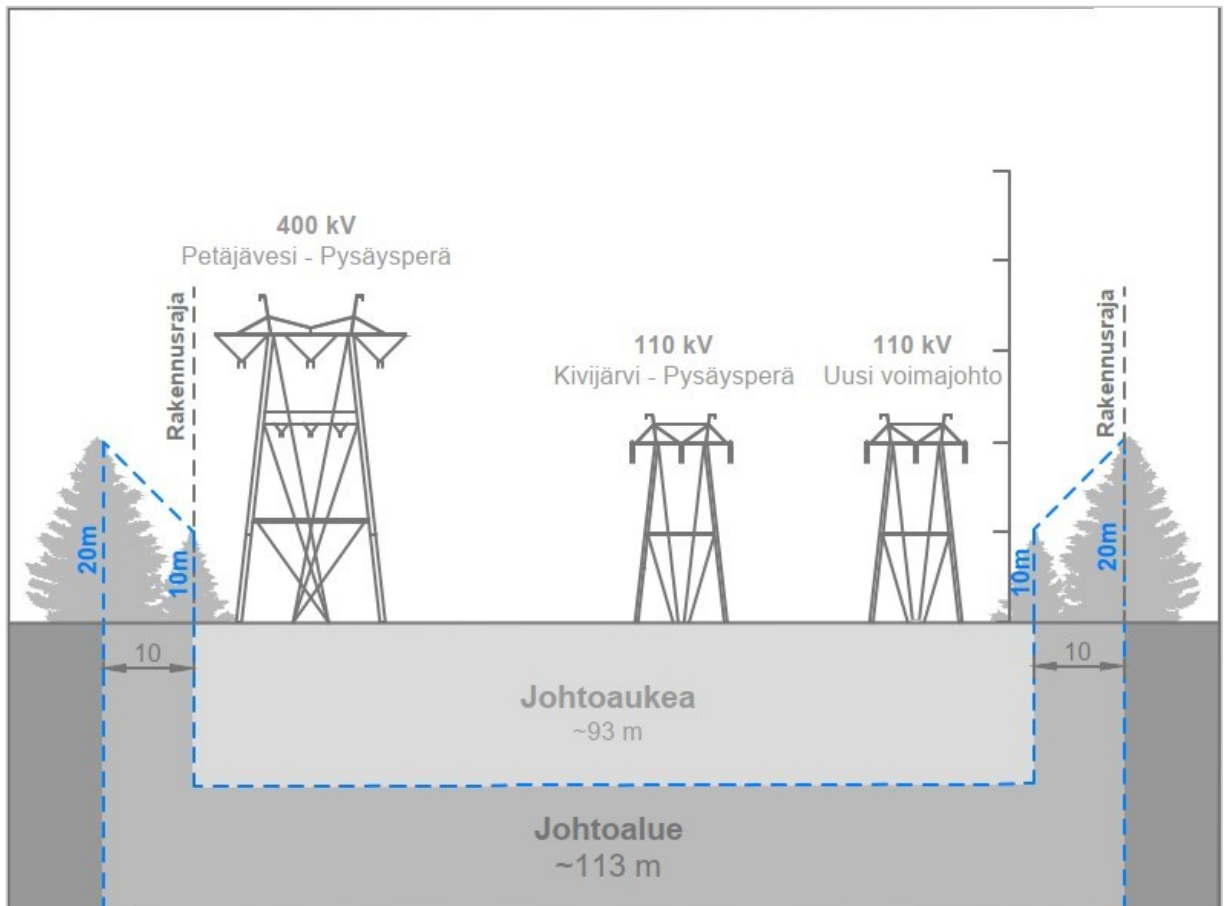 400 kV
Petäjävesi - Pysäysperä
Rakennusraja
110 kV
Kivijärvi - Pysäysperä
110 kV
Uusi voimajohto
Rakennusraja
20m
10m
10m
20m
10
10
Johtoaukea
~93 m
Johtoalue
~113 m